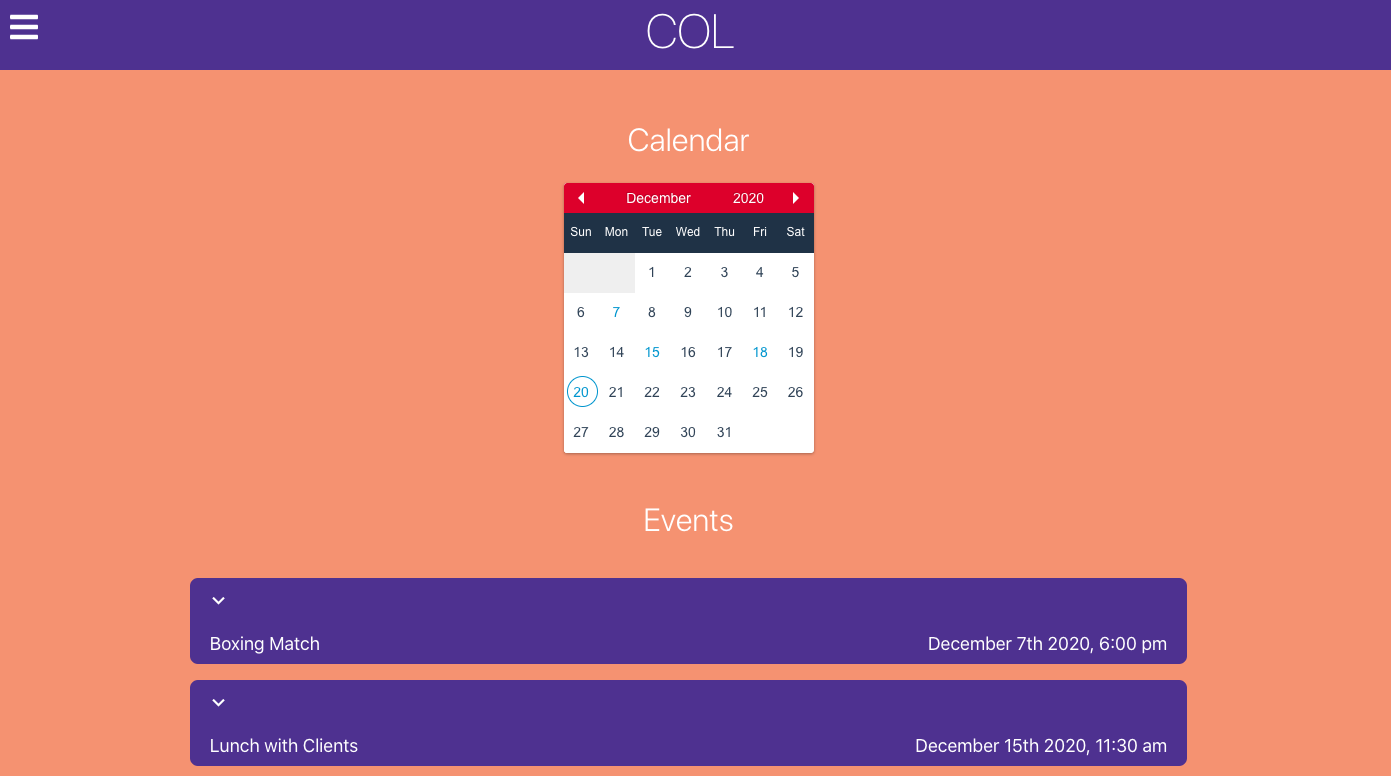 COL
Calendar
December 2020
Sun Mon Tue Wed Thu Fri Sat
1 2 3 4 5
6 7 8 9 10 11 12
13 14 15 16 17 18 19
20 21 22 23 24 25 26
27 28 29 30 31
Events
Boxing Match December 7th 2020, 6:00 pm
Lunch with Clients December 15th 2020, 11:30 am